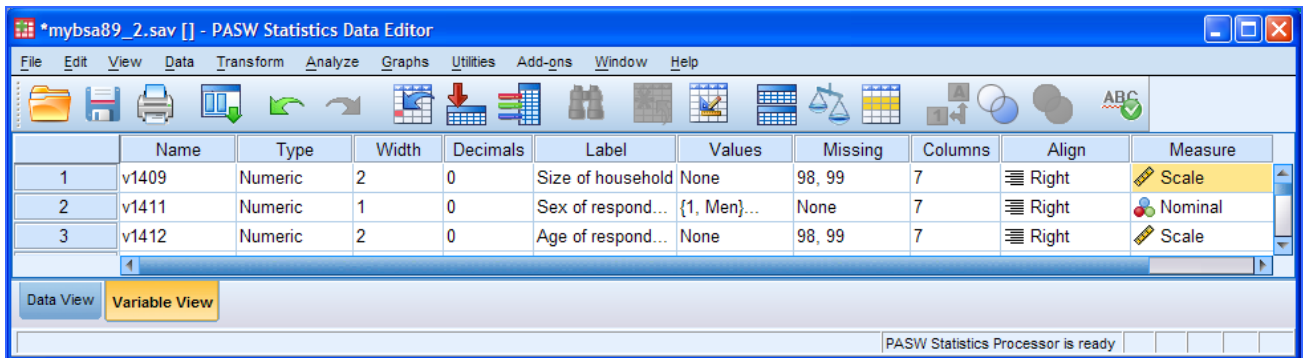 *mybsa89_2.sav [] - PASW Statistics Data Editor
File Edit View Data Transform Analyze Graphs Utilities Add-ons Window Help
A
1
ABC
Name Type Width Decimals Label Values Missing Columns Align Measure
1 v1409 Numeric 2 0 Size of household None 98, 99 7 Right Scale
2 v1411 Numeric 1 0 Sex of respond... {1, Men}... None 7 Right Nominal
3 v1412 Numeric 2 0 Age of respond... None 98, 99 7 Right Scale
Data View Variable View
PASW Statistics Processor is ready